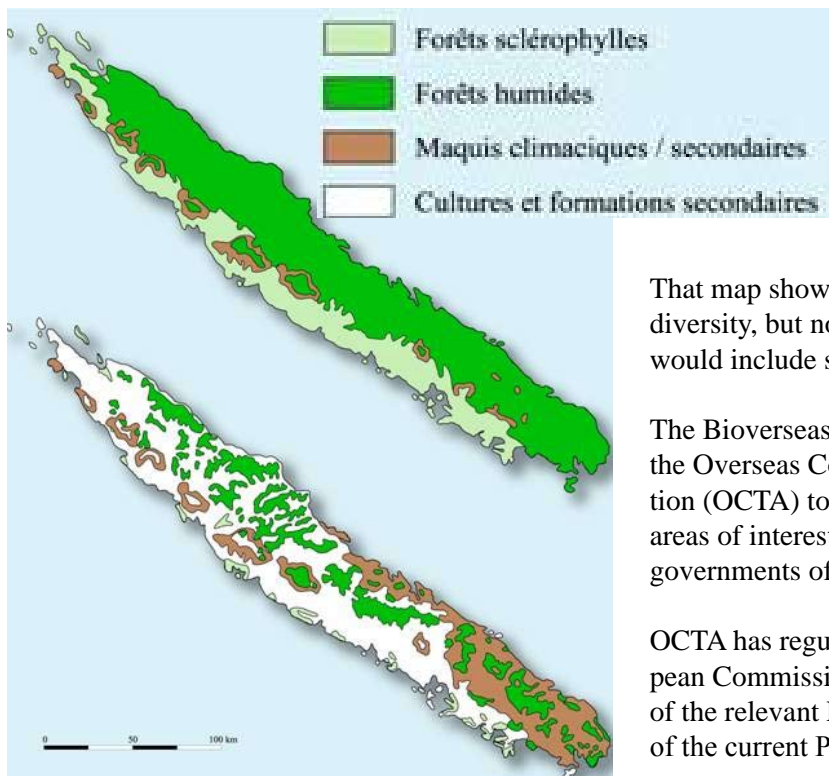 Forêts sclérophylles
Forêts humides
Maquis climaciques / secondaires
Cultures et formations secondaires
That map show
diversity, but no
would include s
The Bioverseas
the Overseas Co
tion (OCTA) to
areas of interest
governments of
OCTA has regu
pean Commissi
of the relevant
of the current P
0 50 100 km